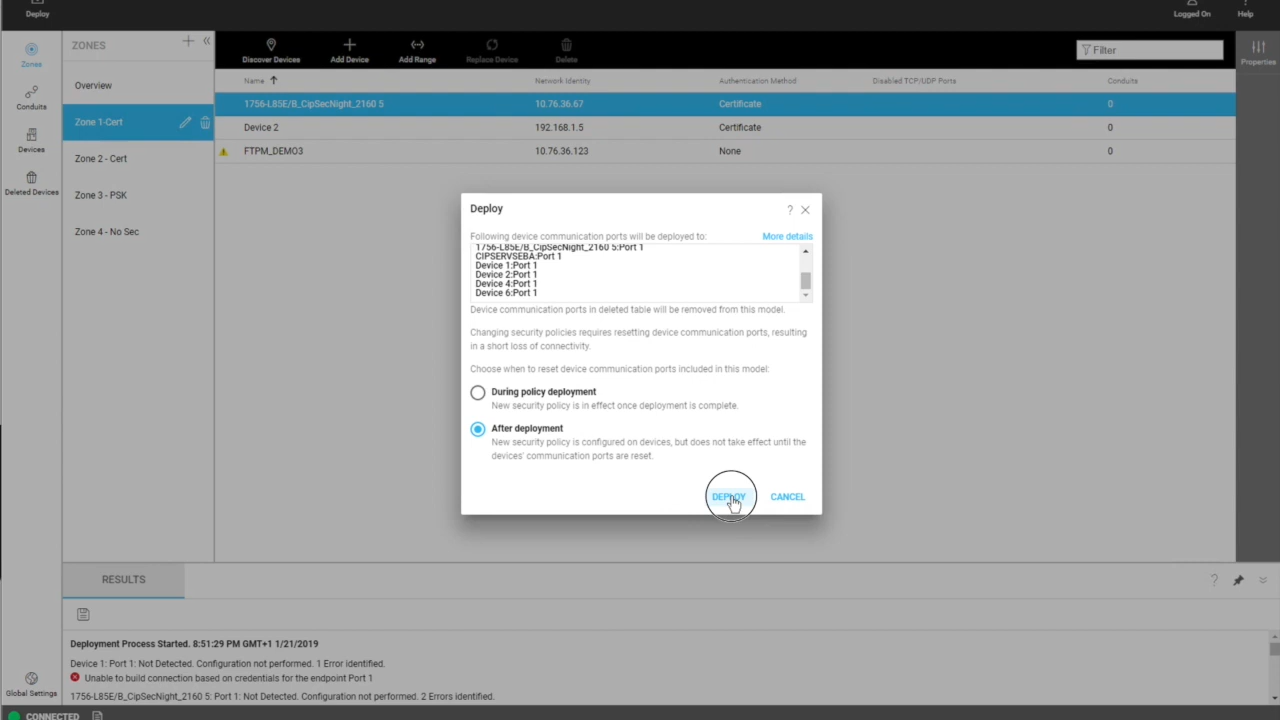 Deploy
Logged On
Help
Zones
Conduits
Devices
Deleted Devices
Global Settings
ZONES
Overview
Zone 1-Cert
Zone 2 - Cert
Zone 3 - PSK
Zone 4 - No Sec
Discover Devices
Add Device
Add Range
Replace Device
Delete
Filter
Properties
Name
Network Identity
Authentication Method
Disabled TCP/UDP Ports
Conduits
1756-L85E/B_CipSecNight_2160 5 10.76.36.67 Certificate 0
Device 2 192.168.1.5 Certificate 0
FTPM_DEMO3 10.76.36.123 None 0
Deploy
?
Following device communication ports will be deployed to:
More details
1756-L85E/B_CipSecNight_2160 5:Port 1
CIPSERVSEBA:Port 1
Device 1:Port 1
Device 2:Port 1
Device 4:Port 1
Device 6:Port 1
Device communication ports in deleted table will be removed from this model.
Changing security policies requires resetting device communication ports, resulting
in a short loss of connectivity.
Choose when to reset device communication ports included in this model:
During policy deployment
New security policy is in effect once deployment is complete.
After deployment
New security policy is configured on devices, but does not take effect until the
devices' communication ports are reset.
DEPLOY
CANCEL
RESULTS
?
Deployment Process Started. 8:51:29 PM GMT+1 1/21/2019
Device 1: Port 1: Not Detected. Configuration not performed. 1 Error identified.
Unable to build connection based on credentials for the endpoint Port 1
1756-L85E/B_CipSecNight_2160 5: Port 1: Not Detected. Configuration not performed. 2 Errors identified.
CONNECTED